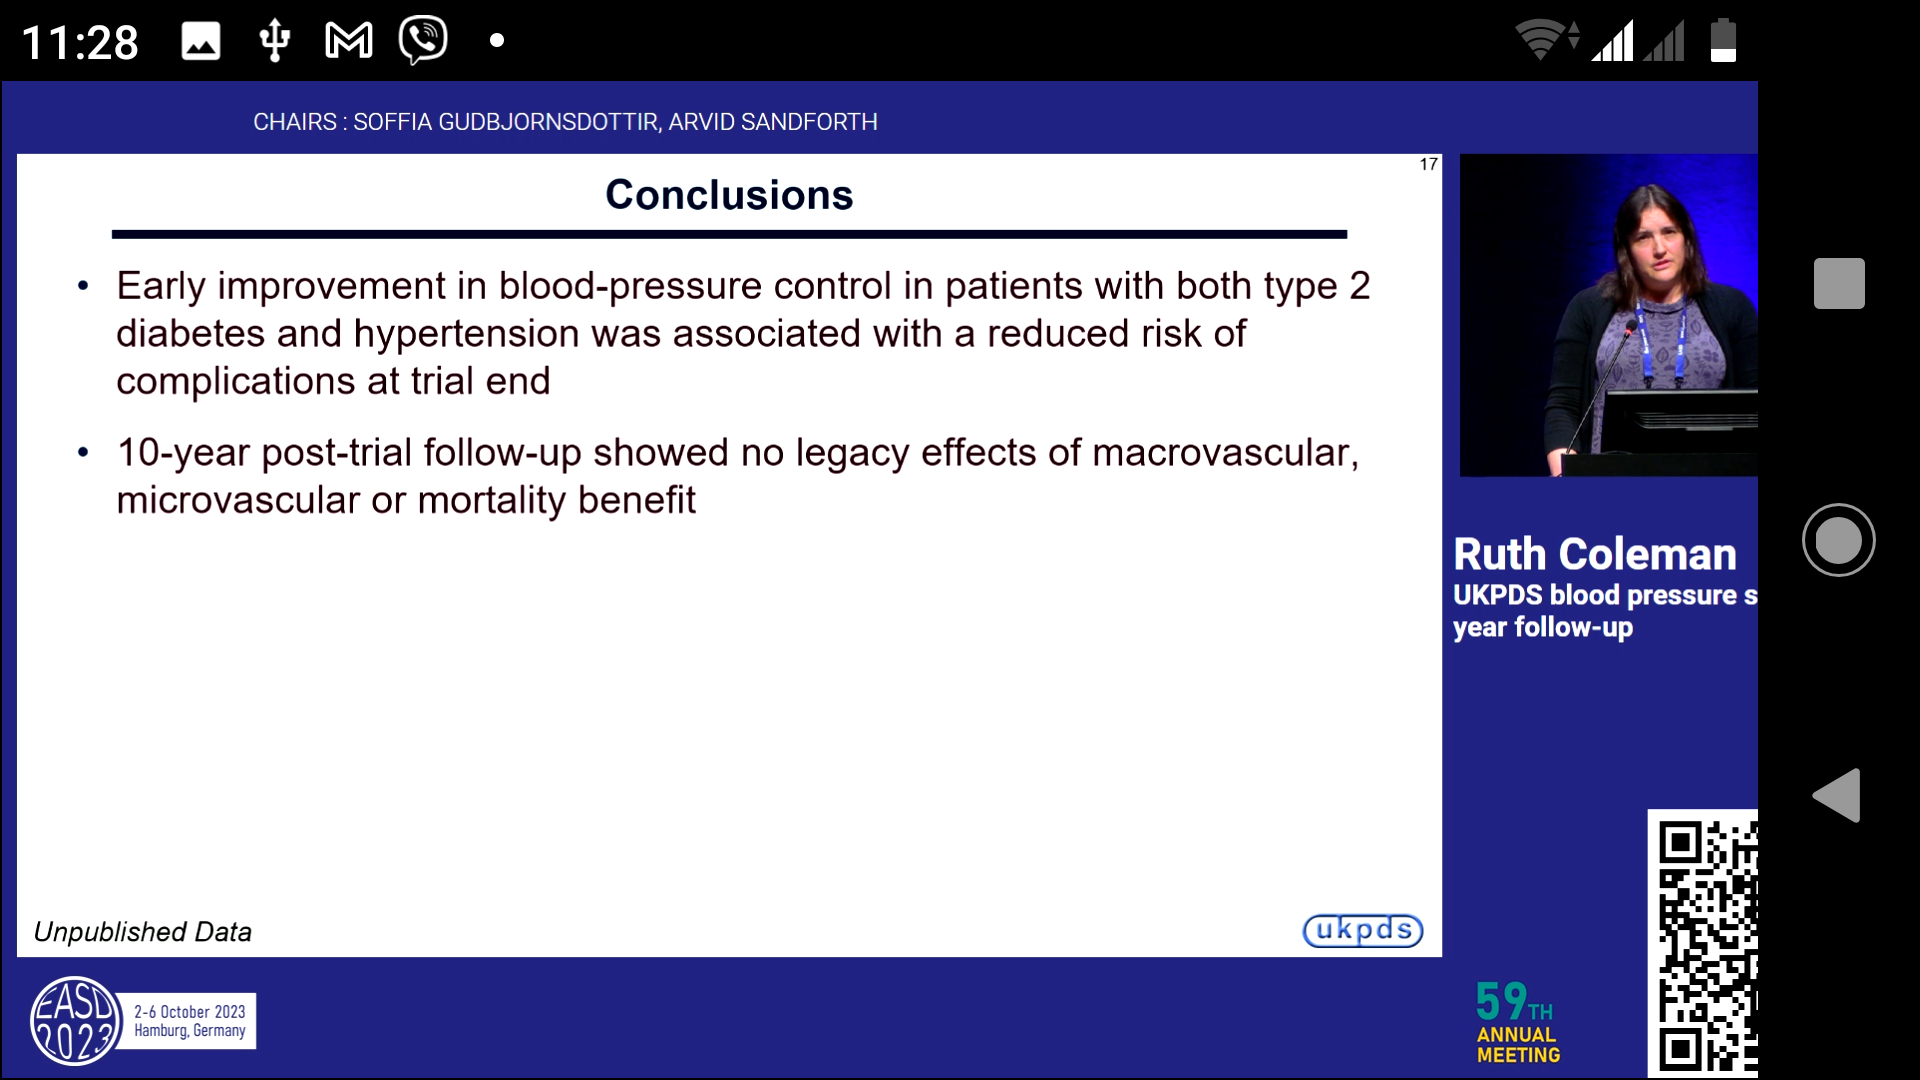 11:28
CHAIRS : SOFFIA GUDBJORNSDOTTIR, ARVID SANDFORTH
17
Conclusions
• Early improvement in blood-pressure control in patients with both type 2
diabetes and hypertension was associated with a reduced risk of
complications at trial end
• 10-year post-trial follow-up showed no legacy effects of macrovascular,
microvascular or mortality benefit
Unpublished Data
ukpds
Ruth Coleman
UKPDS blood pressure s
year follow-up
EASD
2023
2-6 October 2023
Hamburg, Germany
59TH
ANNUAL
MEETING